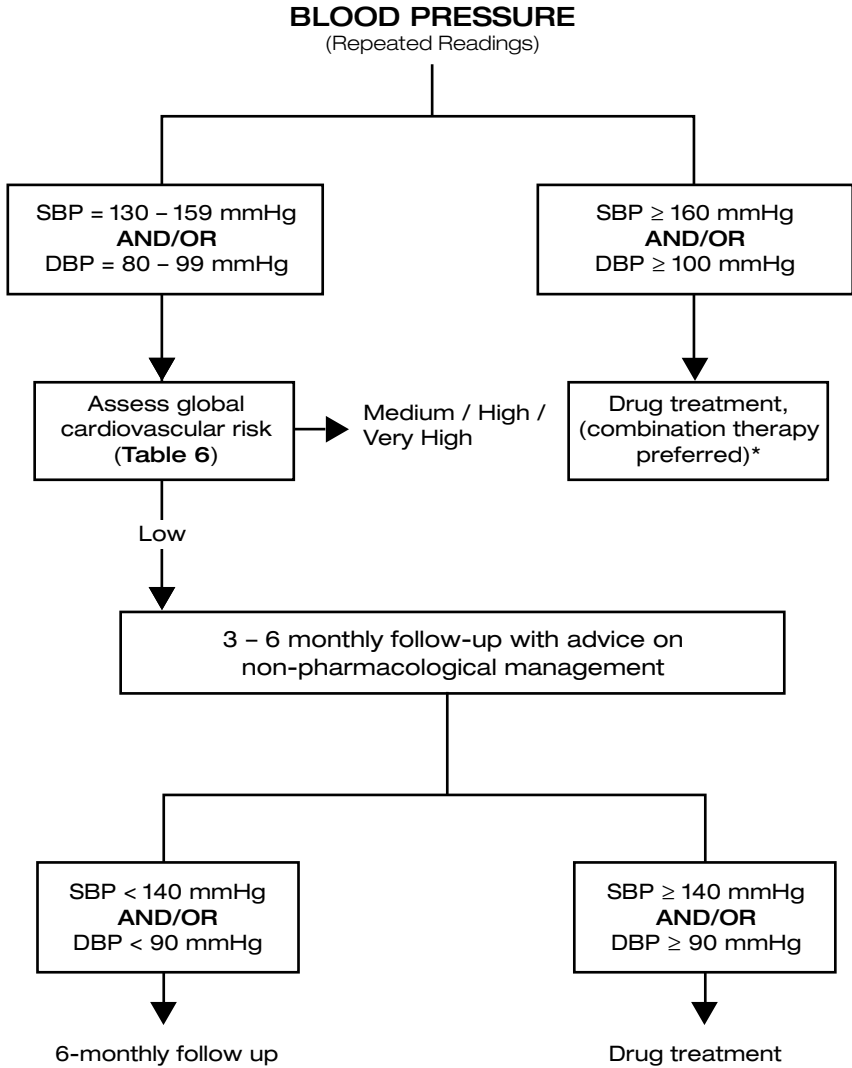 BLOOD PRESSURE
(Repeated Readings)
SBP = 130 – 159 mmHg
AND/OR
DBP = 80 – 99 mmHg
SBP ≥ 160 mmHg
AND/OR
DBP ≥ 100 mmHg
Assess global
cardiovascular risk
(Table 6)
Medium / High /
Very High
Drug treatment,
(combination therapy
preferred)*
Low
3 – 6 monthly follow-up with advice on
non-pharmacological management
SBP < 140 mmHg
AND/OR
DBP < 90 mmHg
SBP ≥ 140 mmHg
AND/OR
DBP ≥ 90 mmHg
6-monthly follow up
Drug treatment